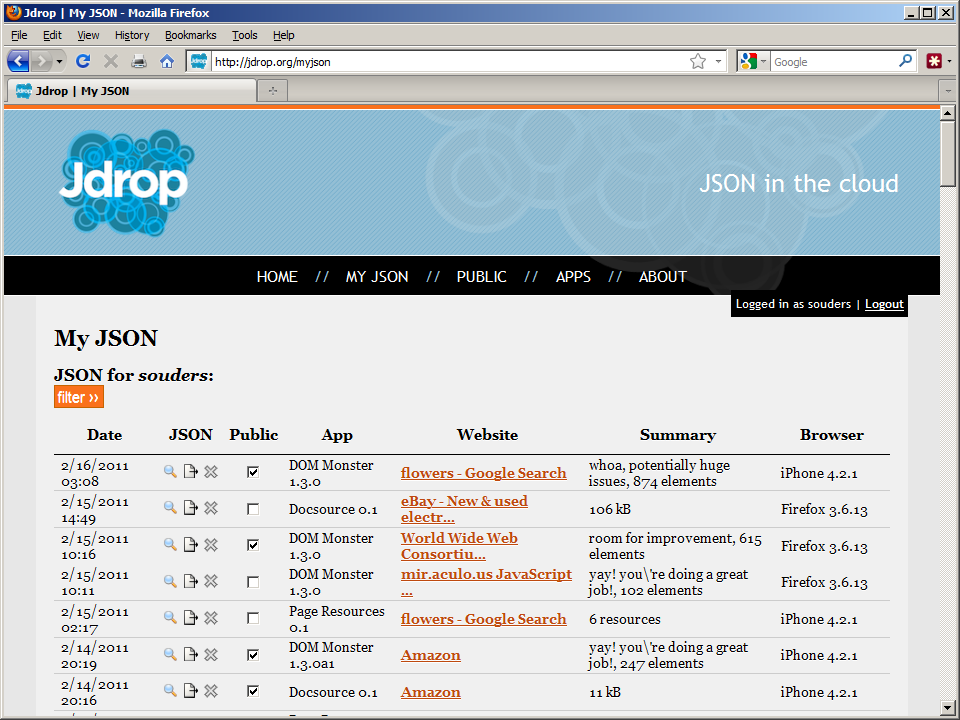 Jdrop | My JSON - Mozilla Firefox
File Edit View History Bookmarks Tools Help
Jdrop http://jdrop.org/myjson Google
Jdrop Jdrop | My JSON
Jdrop
JSON in the cloud
HOME // MY JSON // PUBLIC // APPS // ABOUT
Logged in as souders | Logout
My JSON
JSON for souders:
filter ››
Date JSON Public App Website Summary Browser
2/16/2011 03:08 DOM Monster 1.3.0 flowers - Google Search whoa, potentially huge issues, 874 elements iPhone 4.2.1
2/15/2011 14:49 Docsource 0.1 eBay - New & used electr... 106 kB Firefox 3.6.13
2/15/2011 10:16 DOM Monster 1.3.0 World Wide Web Consortiu... room for improvement, 615 elements Firefox 3.6.13
2/15/2011 10:11 DOM Monster 1.3.0 mir.aculo.us JavaScript ... yay! you\'re doing a great job!, 102 elements Firefox 3.6.13
2/15/2011 02:17 Page Resources 0.1 flowers - Google Search 6 resources iPhone 4.2.1
2/14/2011 20:19 DOM Monster 1.3.0a1 Amazon yay! you\'re doing a great job!, 247 elements iPhone 4.2.1
2/14/2011 20:16 Docsource 0.1 Amazon 11 kB iPhone 4.2.1